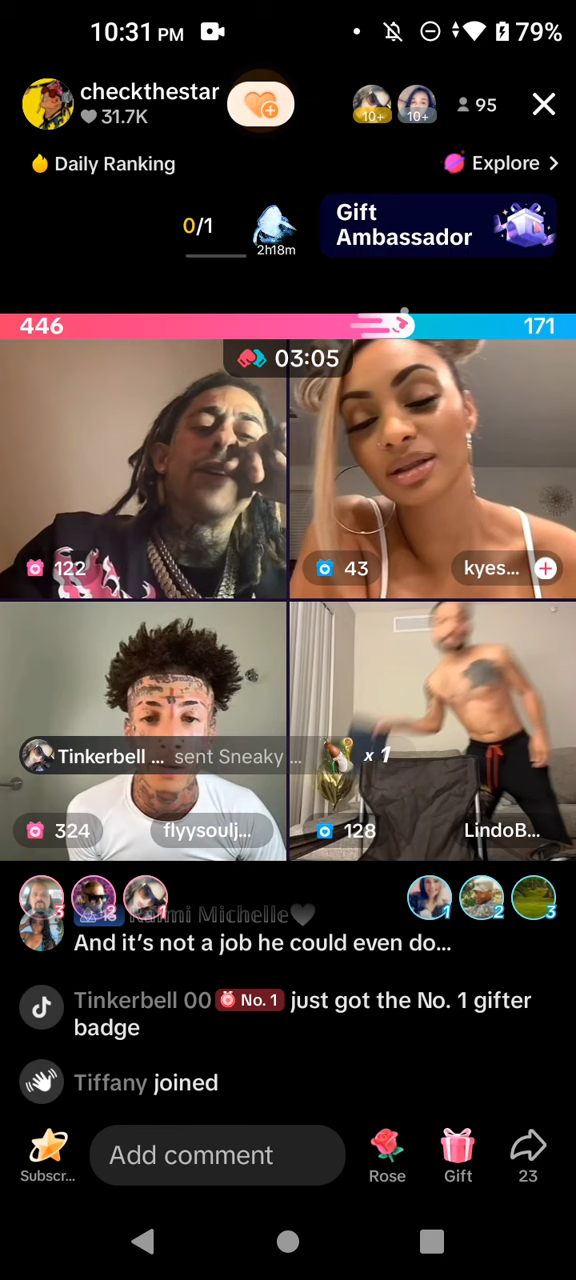 10:31 PM
79%
checkthestar
31.7K
10+
10+
95
Daily Ranking
Explore
0/1
2h18m
Gift
Ambassador
446
171
03:05
122
43
kyes...
Tinkerbell ... sent Sneaky ...
x 1
324
flyysoulj...
128
LindoB...
3
3
1
2
3
Michelle🖤
And it's not a job he could even do...
Tinkerbell 00 No. 1 just got the No. 1 gifter
badge
Tiffany joined
Subscr...
Add comment
Rose
Gift
23